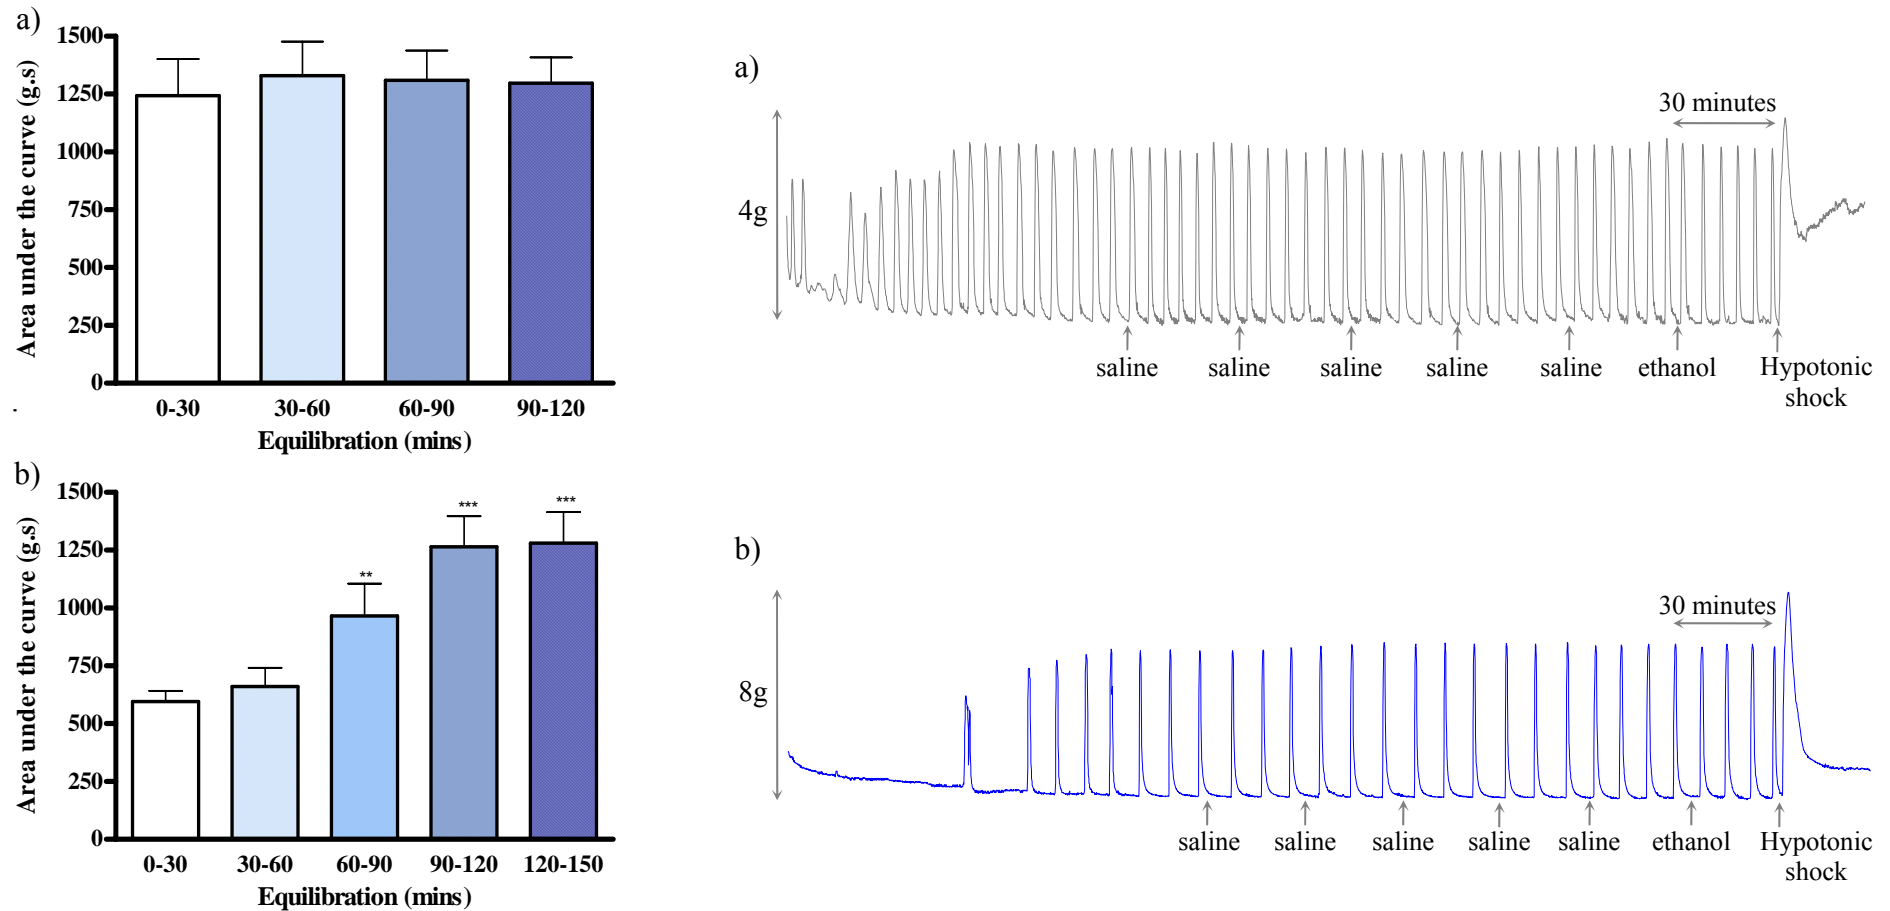 a)
1500
1250
1000
750
500
250
0
Area under the curve (g.s)
0-30 30-60 60-90 90-120
Equilibration (mins)
b)
1500
1250
1000
750
500
250
0
Area under the curve (g.s)
** *** ***
0-30 30-60 60-90 90-120 120-150
Equilibration (mins)
a)
30 minutes
4g
saline saline saline saline saline ethanol Hypotonic
shock
b)
30 minutes
8g
saline saline saline saline saline ethanol Hypotonic
shock